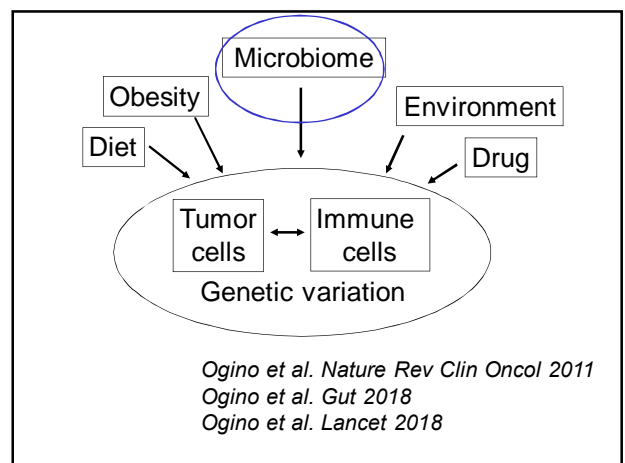 Microbiome
Obesity
Environment
Diet
Drug
Tumor
cells
Immune
cells
Genetic variation
Ogino et al. Nature Rev Clin Oncol 2011
Ogino et al. Gut 2018
Ogino et al. Lancet 2018